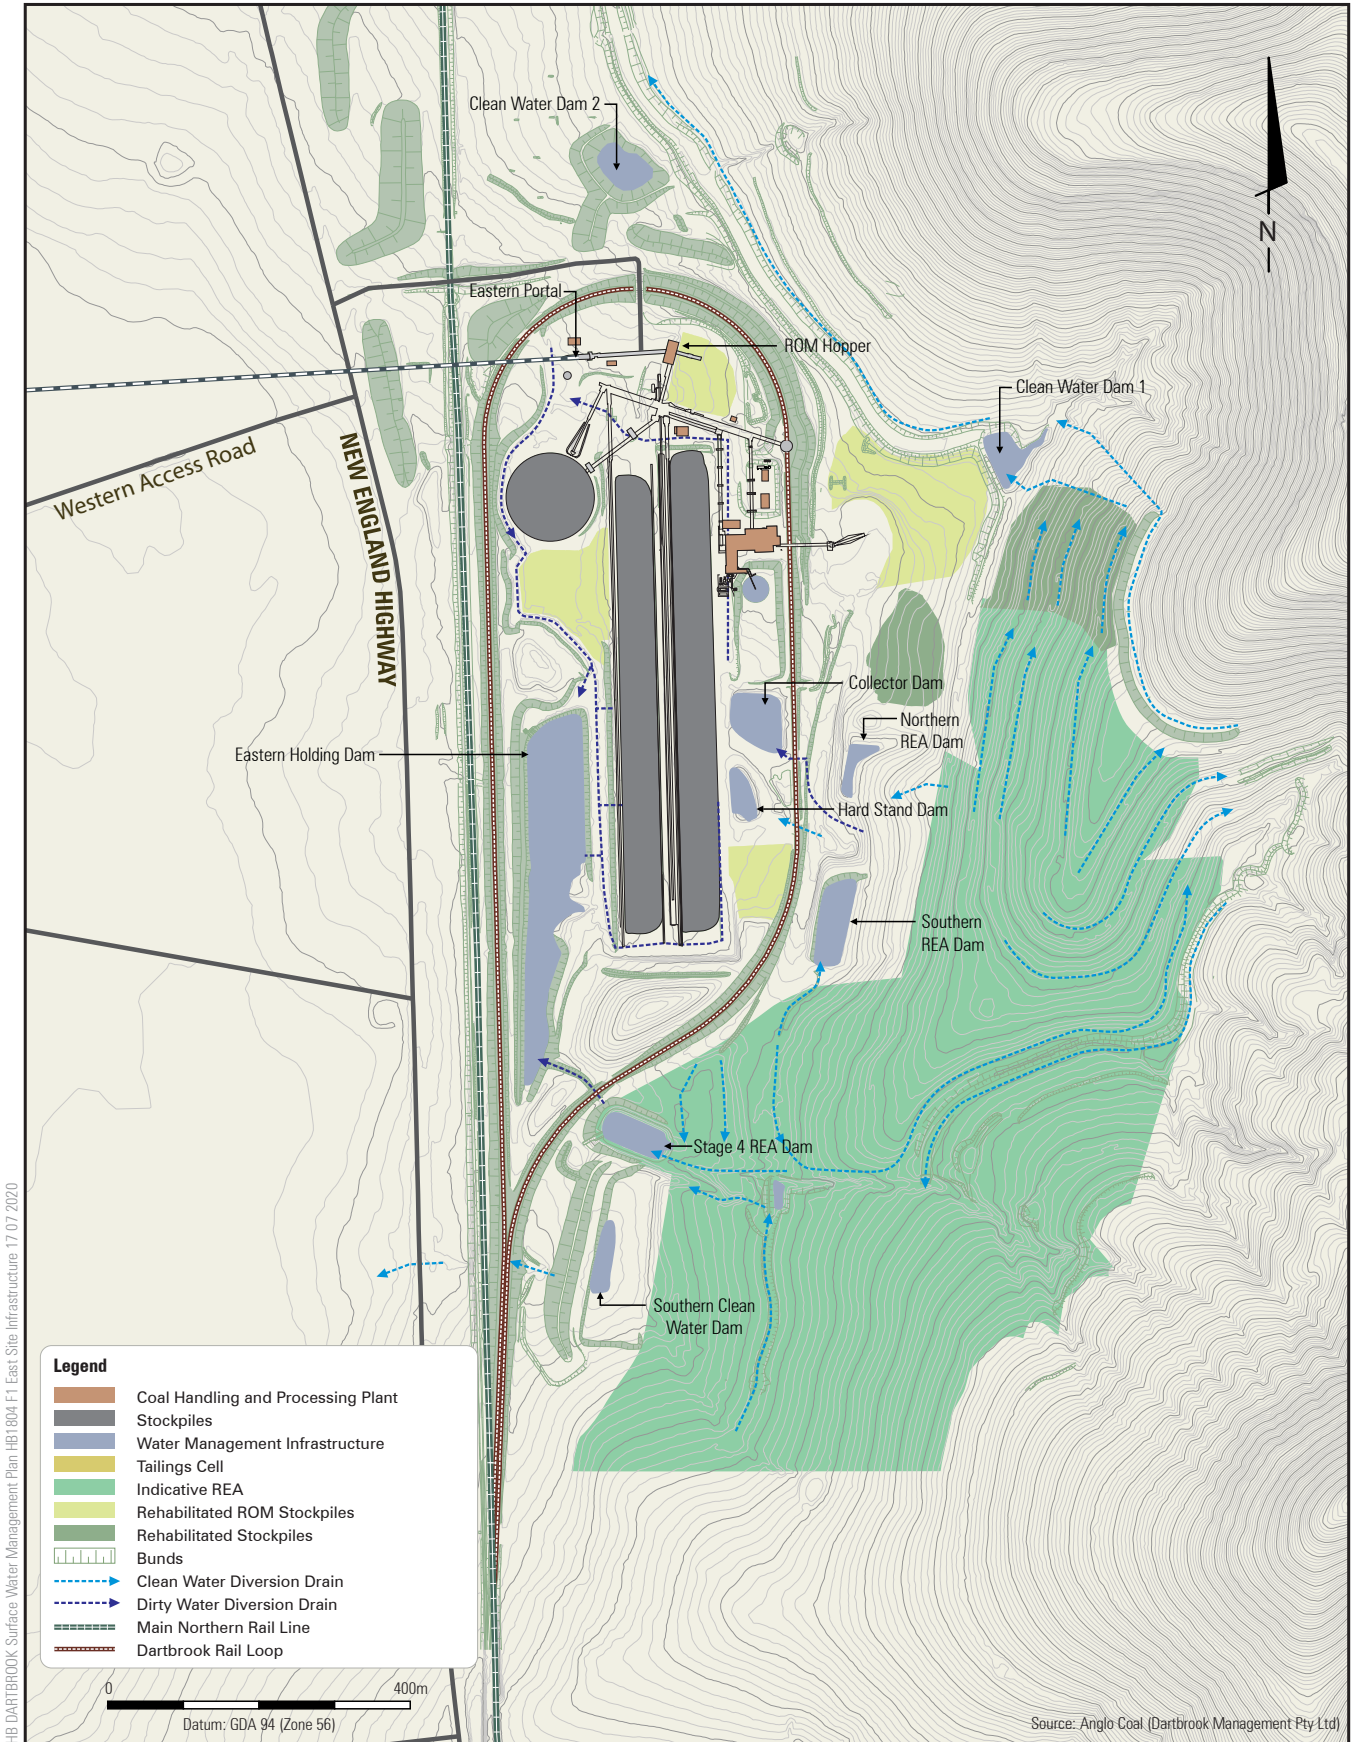 Clean Water Dam 2
N
Eastern Portal
ROM Hopper
Clean Water Dam 1
Western Access Road
NEW ENGLAND HIGHWAY
Collector Dam
Northern
REA Dam
Eastern Holding Dam
Hard Stand Dam
Southern
REA Dam
Stage 4 REA Dam
Southern Clean
Water Dam
Legend
Coal Handling and Processing Plant
Stockpiles
Water Management Infrastructure
Tailings Cell
Indicative REA
Rehabilitated ROM Stockpiles
Rehabilitated Stockpiles
Bunds
Clean Water Diversion Drain
Dirty Water Diversion Drain
Main Northern Rail Line
Dartbrook Rail Loop
0 400m
Datum: GDA 94 (Zone 56)
Source: Anglo Coal (Dartbrook Management Pty Ltd)
HB DARTBROOK Surface Water Management Plan HB1804 F1 East Site Infrastructure 17 07 2020